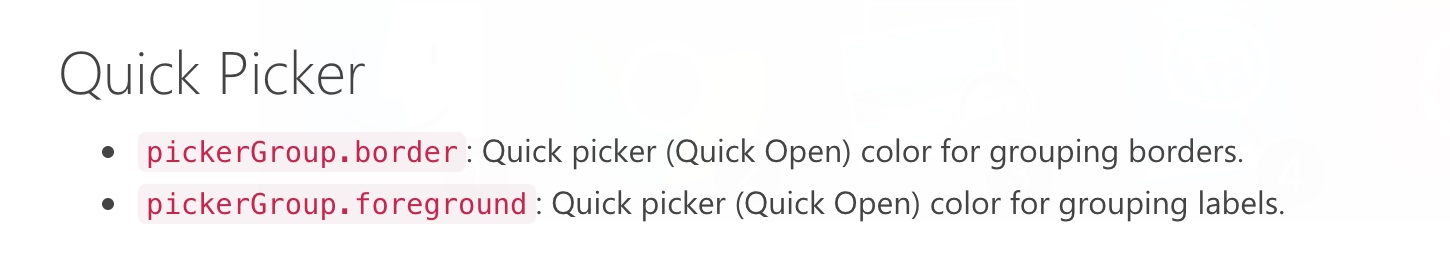 Quick Picker
• pickerGroup.border: Quick picker (Quick Open) color for grouping borders.
• pickerGroup.foreground: Quick picker (Quick Open) color for grouping labels.